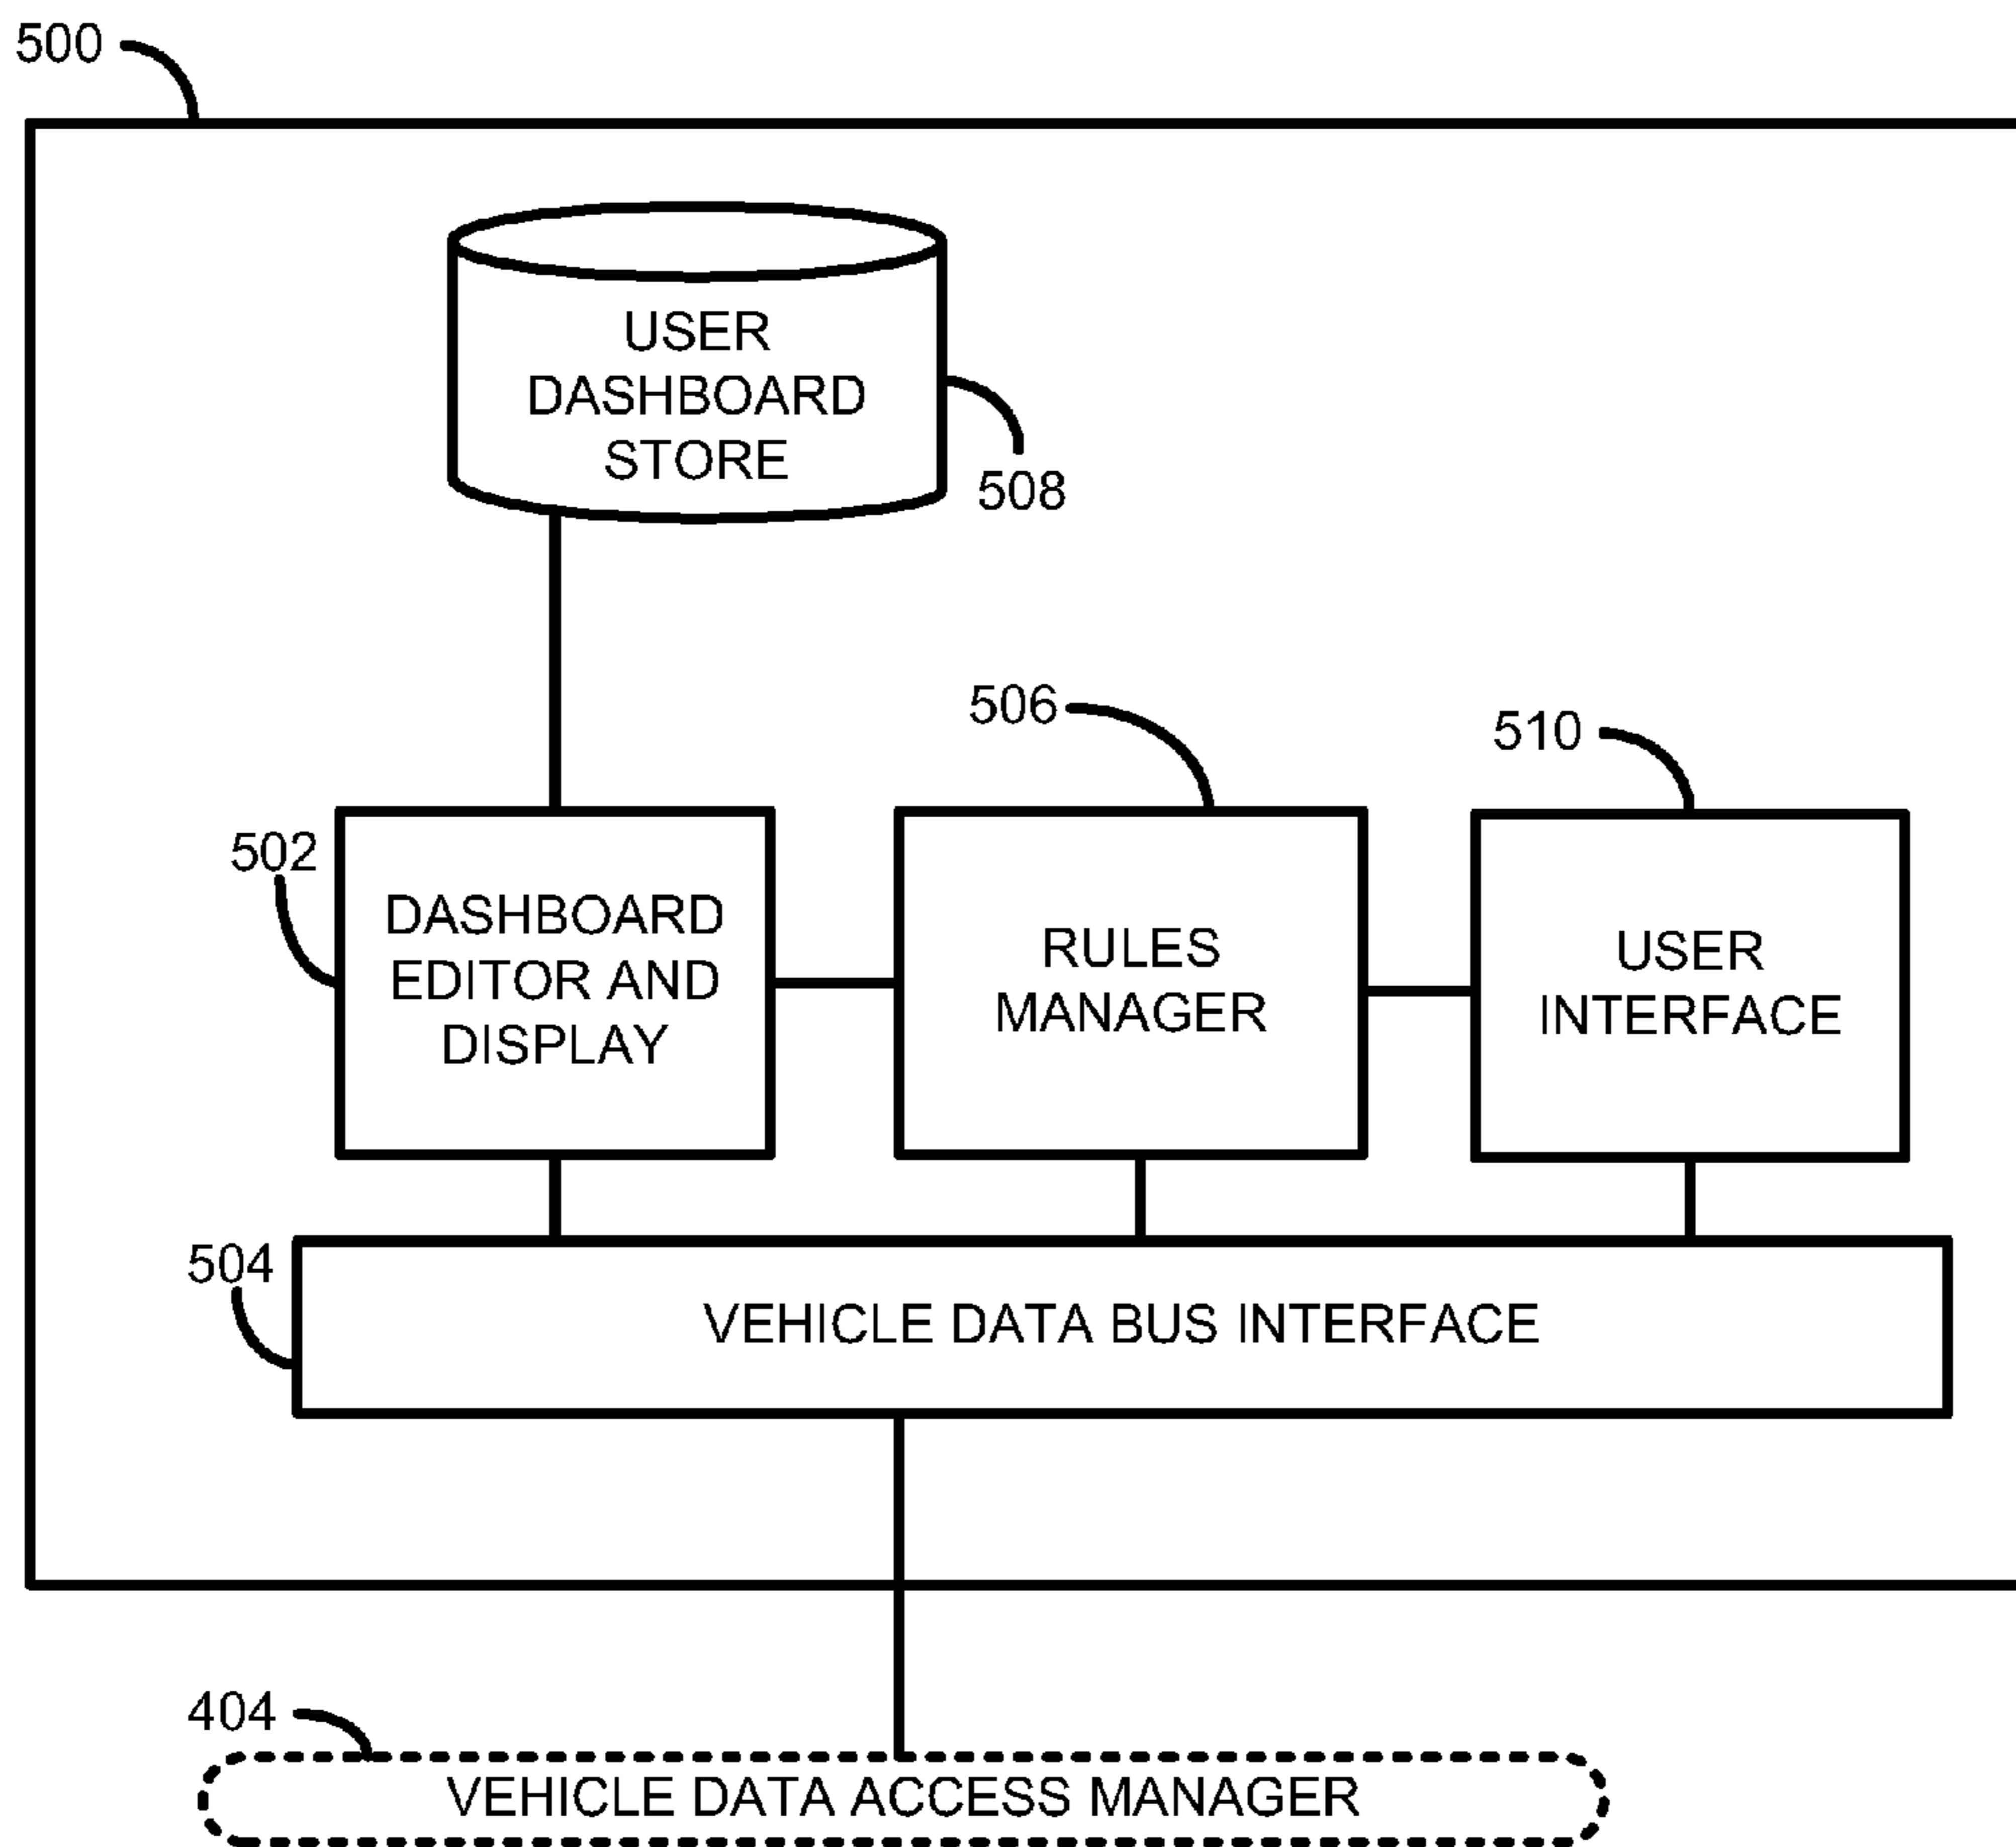 500
USER
DASHBOARD
STORE
508
506
510
502
DASHBOARD
EDITOR AND
DISPLAY
RULES
MANAGER
USER
INTERFACE
504
VEHICLE DATA BUS INTERFACE
404
VEHICLE DATA ACCESS MANAGER